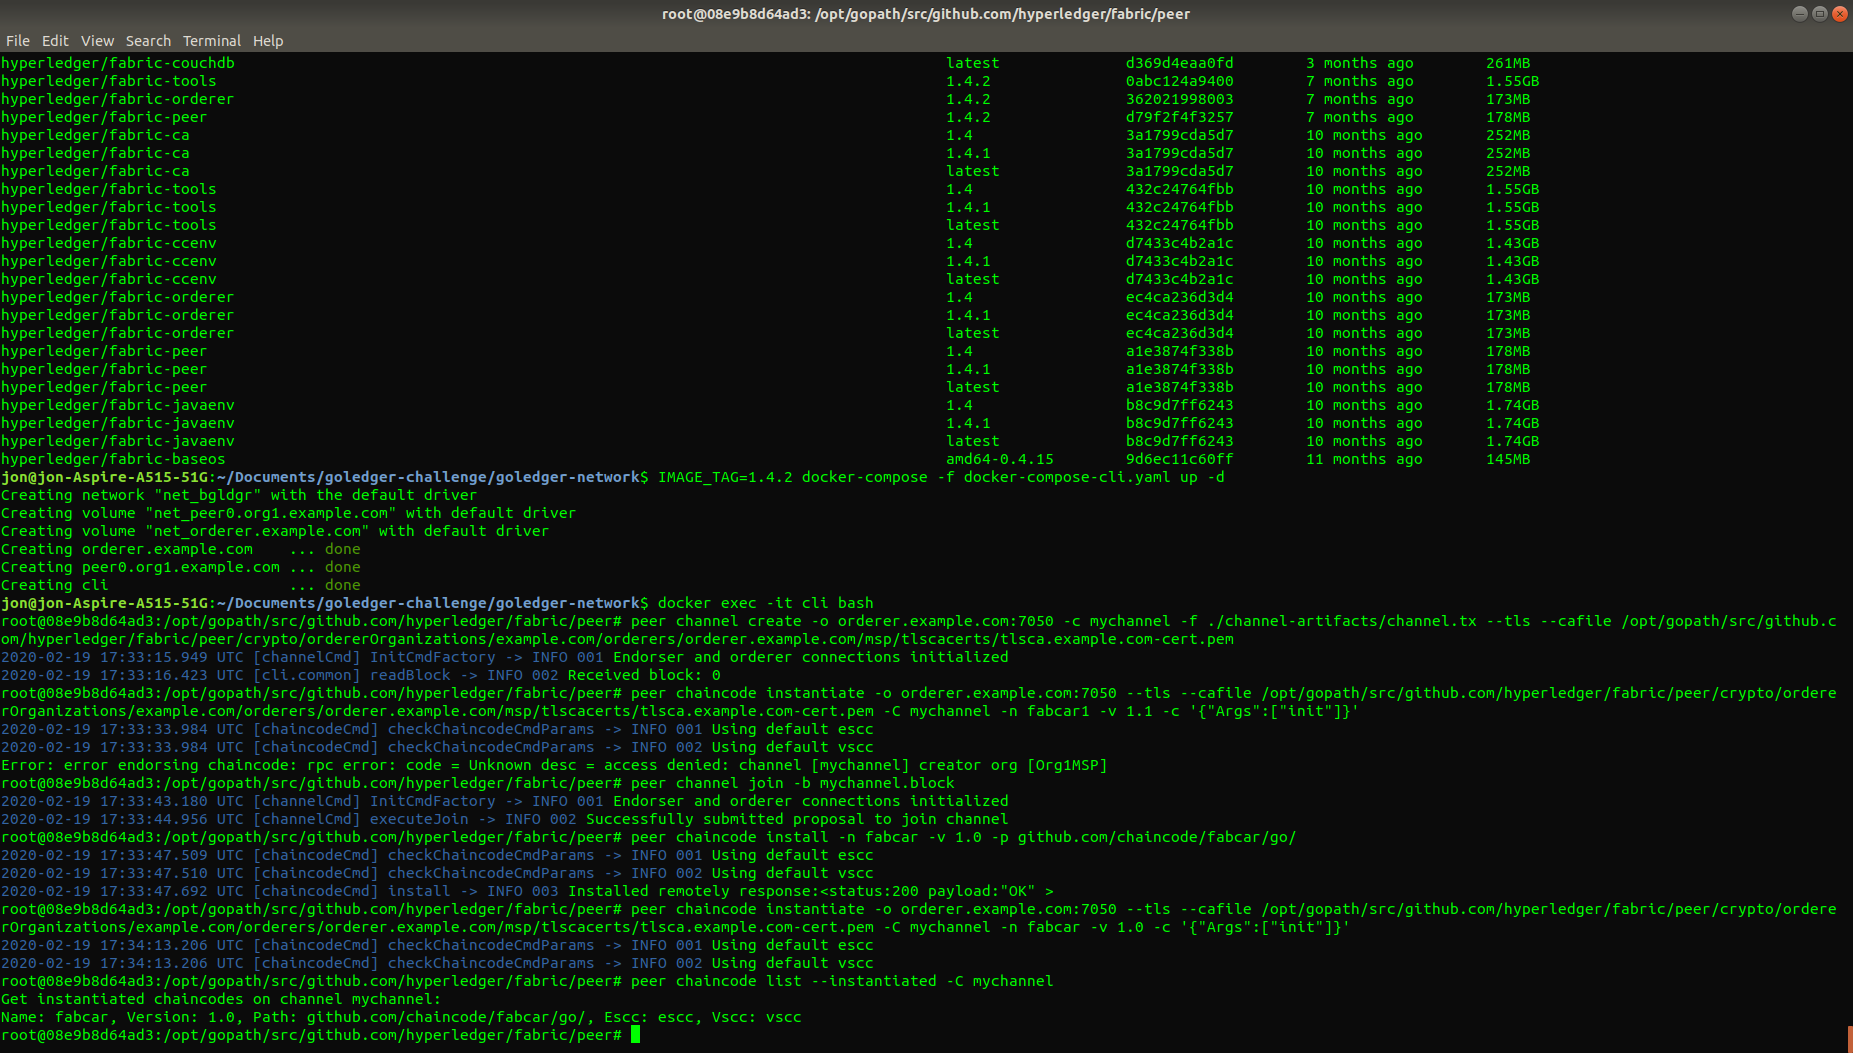 root@08e9b8d64ad3: /opt/gopath/src/github.com/hyperledger/fabric/peer
File Edit View Search Terminal Help
hyperledger/fabric-couchdb latest d369d4eaa0fd 3 months ago 261MB
hyperledger/fabric-tools 1.4.2 0abc124a9400 7 months ago 1.55GB
hyperledger/fabric-orderer 1.4.2 362021998003 7 months ago 173MB
hyperledger/fabric-peer 1.4.2 d79f2f4f3257 7 months ago 178MB
hyperledger/fabric-ca 1.4 3a1799cda5d7 10 months ago 252MB
hyperledger/fabric-ca 1.4.1 3a1799cda5d7 10 months ago 252MB
hyperledger/fabric-ca latest 3a1799cda5d7 10 months ago 252MB
hyperledger/fabric-tools 1.4 432c24764fbb 10 months ago 1.55GB
hyperledger/fabric-tools 1.4.1 432c24764fbb 10 months ago 1.55GB
hyperledger/fabric-tools latest 432c24764fbb 10 months ago 1.55GB
hyperledger/fabric-ccenv 1.4 d7433c4b2a1c 10 months ago 1.43GB
hyperledger/fabric-ccenv 1.4.1 d7433c4b2a1c 10 months ago 1.43GB
hyperledger/fabric-ccenv latest d7433c4b2a1c 10 months ago 1.43GB
hyperledger/fabric-orderer 1.4 ec4ca236d3d4 10 months ago 173MB
hyperledger/fabric-orderer 1.4.1 ec4ca236d3d4 10 months ago 173MB
hyperledger/fabric-orderer latest ec4ca236d3d4 10 months ago 173MB
hyperledger/fabric-peer 1.4 a1e3874f338b 10 months ago 178MB
hyperledger/fabric-peer 1.4.1 a1e3874f338b 10 months ago 178MB
hyperledger/fabric-peer latest a1e3874f338b 10 months ago 178MB
hyperledger/fabric-javaenv 1.4 b8c9d7ff6243 10 months ago 1.74GB
hyperledger/fabric-javaenv 1.4.1 b8c9d7ff6243 10 months ago 1.74GB
hyperledger/fabric-javaenv latest b8c9d7ff6243 10 months ago 1.74GB
hyperledger/fabric-baseos amd64-0.4.15 9d6ec11c60ff 11 months ago 145MB
jon@jon-Aspire-A515-51G:~/Documents/goledger-challenge/goledger-network$ IMAGE_TAG=1.4.2 docker-compose -f docker-compose-cli.yaml up -d
Creating network "net_bgldgr" with the default driver
Creating volume "net_peer0.org1.example.com" with default driver
Creating volume "net_orderer.example.com" with default driver
Creating orderer.example.com ... done
Creating peer0.org1.example.com ... done
Creating cli ... done
jon@jon-Aspire-A515-51G:~/Documents/goledger-challenge/goledger-network$ docker exec -it cli bash
root@08e9b8d64ad3:/opt/gopath/src/github.com/hyperledger/fabric/peer# peer channel create -o orderer.example.com:7050 -c mychannel -f ./channel-artifacts/channel.tx --tls --cafile /opt/gopath/src/github.c
om/hyperledger/fabric/peer/crypto/ordererOrganizations/example.com/orderers/orderer.example.com/msp/tlscacerts/tlsca.example.com-cert.pem
2020-02-19 17:33:15.949 UTC [channelCmd] InitCmdFactory -> INFO 001 Endorser and orderer connections initialized
2020-02-19 17:33:16.423 UTC [cli.common] readBlock -> INFO 002 Received block: 0
root@08e9b8d64ad3:/opt/gopath/src/github.com/hyperledger/fabric/peer# peer chaincode instantiate -o orderer.example.com:7050 --tls --cafile /opt/gopath/src/github.com/hyperledger/fabric/peer/crypto/ordere
rOrganizations/example.com/orderers/orderer.example.com/msp/tlscacerts/tlsca.example.com-cert.pem -C mychannel -n fabcar1 -v 1.1 -c '{"Args":["init"]}'
2020-02-19 17:33:33.984 UTC [chaincodeCmd] checkChaincodeCmdParams -> INFO 001 Using default escc
2020-02-19 17:33:33.984 UTC [chaincodeCmd] checkChaincodeCmdParams -> INFO 002 Using default vscc
Error: error endorsing chaincode: rpc error: code = Unknown desc = access denied: channel [mychannel] creator org [Org1MSP]
root@08e9b8d64ad3:/opt/gopath/src/github.com/hyperledger/fabric/peer# peer channel join -b mychannel.block
2020-02-19 17:33:43.180 UTC [channelCmd] InitCmdFactory -> INFO 001 Endorser and orderer connections initialized
2020-02-19 17:33:44.956 UTC [channelCmd] executeJoin -> INFO 002 Successfully submitted proposal to join channel
root@08e9b8d64ad3:/opt/gopath/src/github.com/hyperledger/fabric/peer# peer chaincode install -n fabcar -v 1.0 -p github.com/chaincode/fabcar/go/
2020-02-19 17:33:47.509 UTC [chaincodeCmd] checkChaincodeCmdParams -> INFO 001 Using default escc
2020-02-19 17:33:47.510 UTC [chaincodeCmd] checkChaincodeCmdParams -> INFO 002 Using default vscc
2020-02-19 17:33:47.692 UTC [chaincodeCmd] install -> INFO 003 Installed remotely response:<status:200 payload:"OK" >
root@08e9b8d64ad3:/opt/gopath/src/github.com/hyperledger/fabric/peer# peer chaincode instantiate -o orderer.example.com:7050 --tls --cafile /opt/gopath/src/github.com/hyperledger/fabric/peer/crypto/ordere
rOrganizations/example.com/orderers/orderer.example.com/msp/tlscacerts/tlsca.example.com-cert.pem -C mychannel -n fabcar -v 1.0 -c '{"Args":["init"]}'
2020-02-19 17:34:13.206 UTC [chaincodeCmd] checkChaincodeCmdParams -> INFO 001 Using default escc
2020-02-19 17:34:13.206 UTC [chaincodeCmd] checkChaincodeCmdParams -> INFO 002 Using default vscc
root@08e9b8d64ad3:/opt/gopath/src/github.com/hyperledger/fabric/peer# peer chaincode list --instantiated -C mychannel
Get instantiated chaincodes on channel mychannel:
Name: fabcar, Version: 1.0, Path: github.com/chaincode/fabcar/go/, Escc: escc, Vscc: vscc
root@08e9b8d64ad3:/opt/gopath/src/github.com/hyperledger/fabric/peer#